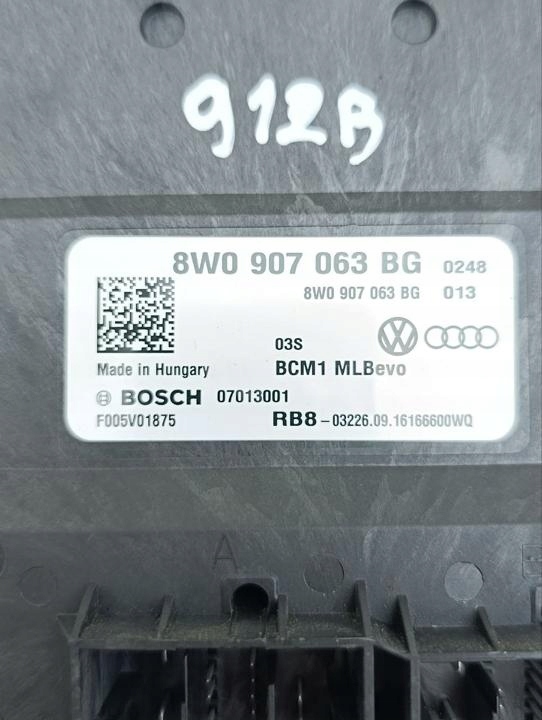 912B
8W0 907 063 BG 0248
8W0 907 063 BG 013
03S
Made in Hungary BCM1 MLBevo
BOSCH 07013001
F005V01875 RB8-03226.09.16166600WQ
A